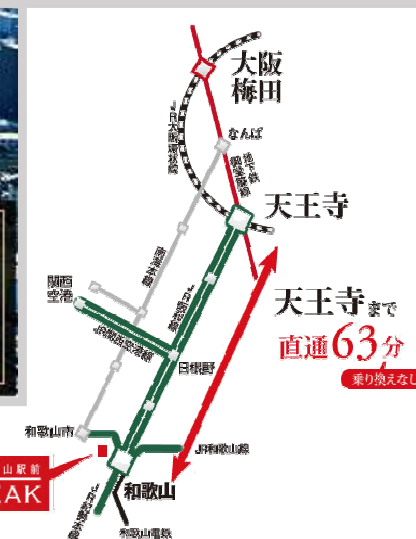 大阪
梅田
なんば
JR大阪環状線
地下鉄
御堂筋線
天王寺
南海本線
JR阪和線
関西
空港
JR関西空港線
日根野
天王寺まで
直通63分
乗り換えなし
和歌山市
JR和歌山線
山駅前
EAK
和歌山
JR紀勢本線
和歌山電鐵